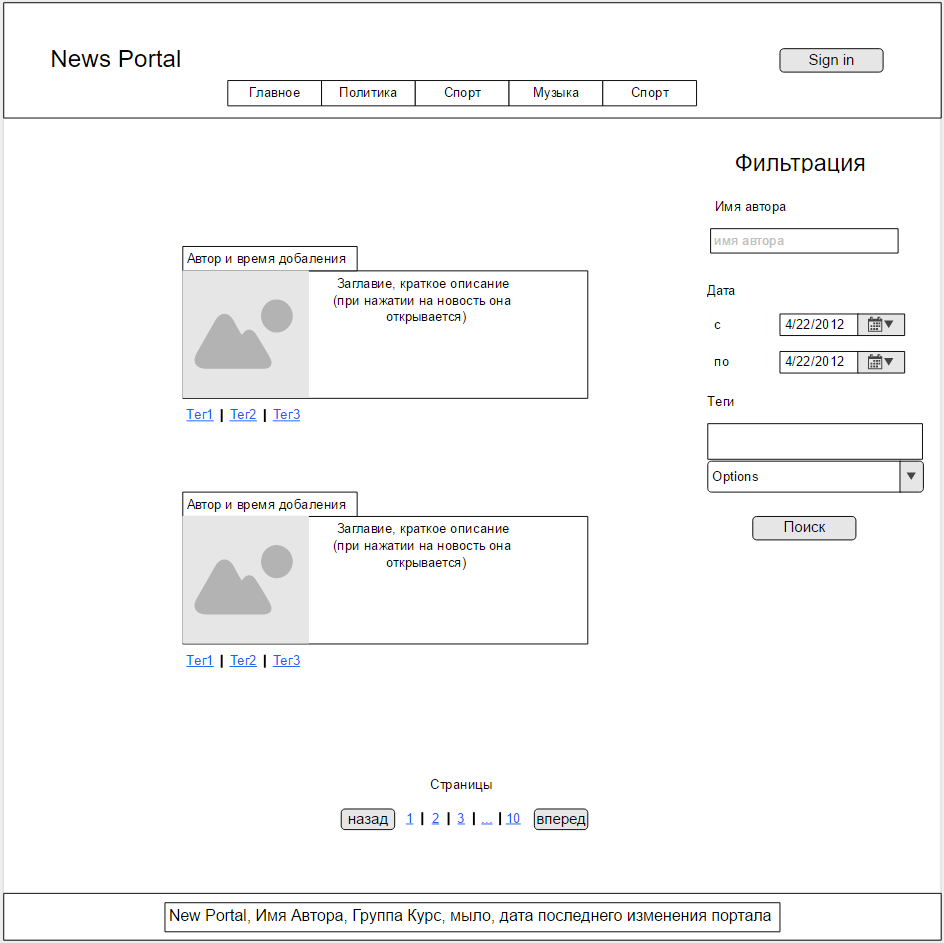 News Portal
Sign in
Главное Политика Спорт Музыка Спорт
Фильтрация
Имя автора
имя автора
Дата
с 4/22/2012
по 4/22/2012
Теги
Options
Поиск
Автор и время добаления
Заглавие, краткое описание
(при нажатии на новость она
открывается)
Тег1 | Тег2 | Тег3
Автор и время добаления
Заглавие, краткое описание
(при нажатии на новость она
открывается)
Тег1 | Тег2 | Тег3
Страницы
назад 1 | 2 | 3 | ... | 10 вперед
New Portal, Имя Автора, Группа Курс, мыло, дата последнего изменения портала